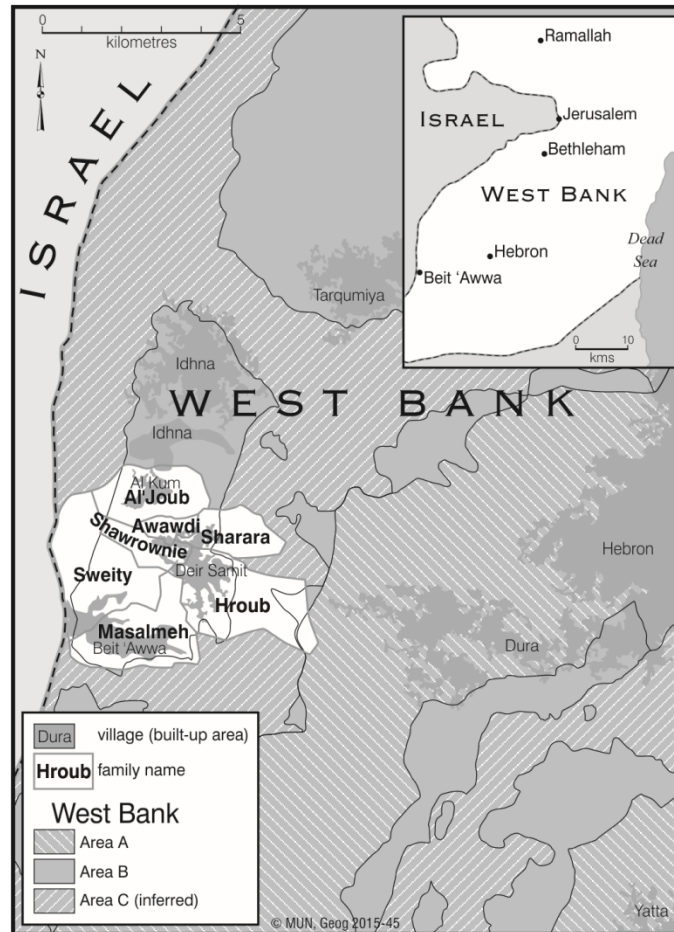 0 5
kilometres
N
ISRAEL
WEST BANK
Tarqumiya
Idhna
Idhna
Al Kum
Al'Joub
Awawdi
Shawrownie
Sharara
Deir Samit
Sweity
Hroub
Masalmeh
Beit 'Awwa
Hebron
Dura
Yatta
Ramallah
ISRAEL
Jerusalem
Bethleham
WEST BANK
Hebron
Dead
Sea
Beit 'Awwa
0 10
kms
Dura village (built-up area)
Hroub family name
West Bank
Area A
Area B
Area C (inferred)
© MUN, Geog 2015-45